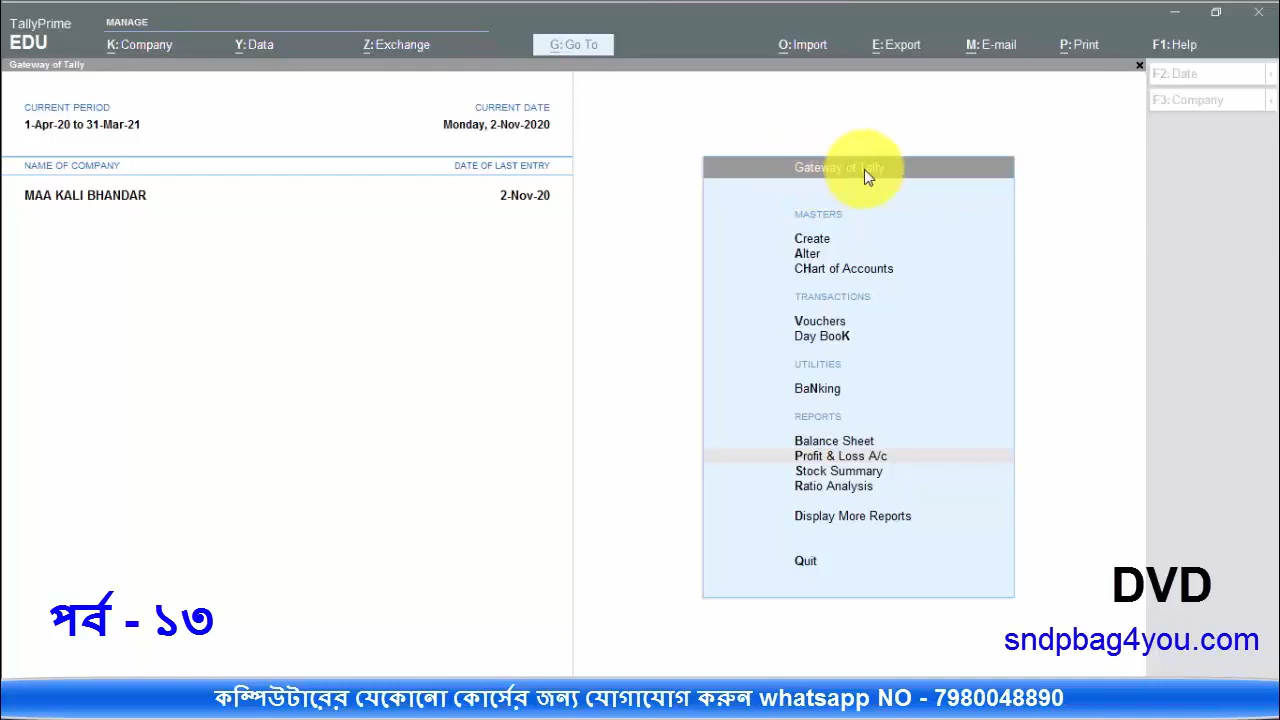 TallyPrime
EDU
MANAGE
K: Company
Y: Data
Z: Exchange
G: Go To
O: Import
E: Export
M: E-mail
P: Print
F1: Help
Gateway of Tally
F2: Date
F3: Company
CURRENT PERIOD
CURRENT DATE
1-Apr-20 to 31-Mar-21
Monday, 2-Nov-2020
NAME OF COMPANY
DATE OF LAST ENTRY
MAA KALI BHANDAR
2-Nov-20
Gateway of Tally
MASTERS
Create
Alter
CHart of Accounts
TRANSACTIONS
Vouchers
Day BooK
UTILITIES
BaNking
REPORTS
Balance Sheet
Profit & Loss A/c
Stock Summary
Ratio Analysis
Display More Reports
Quit
পর্ব - ১৩
DVD
sndpbag4you.com
কম্পিউটারের যেকোনো কোর্সের জন্য যোগাযোগ করুন whatsapp NO - 7980048890